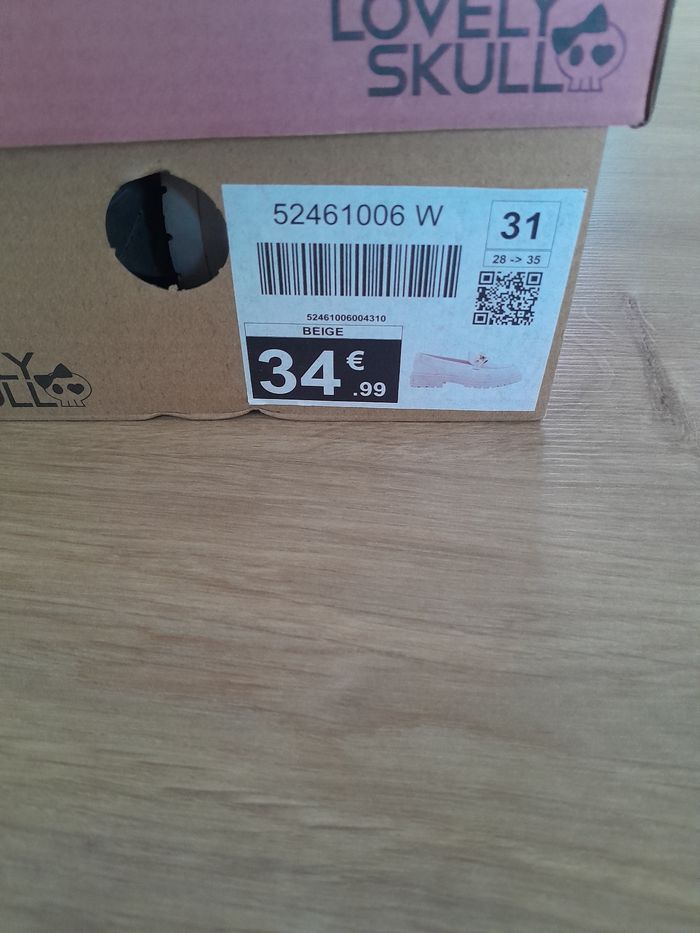 LOVELY
SKULL
52461006 W
31
28 -> 35
52461006004310
BEIGE
34 €
.99